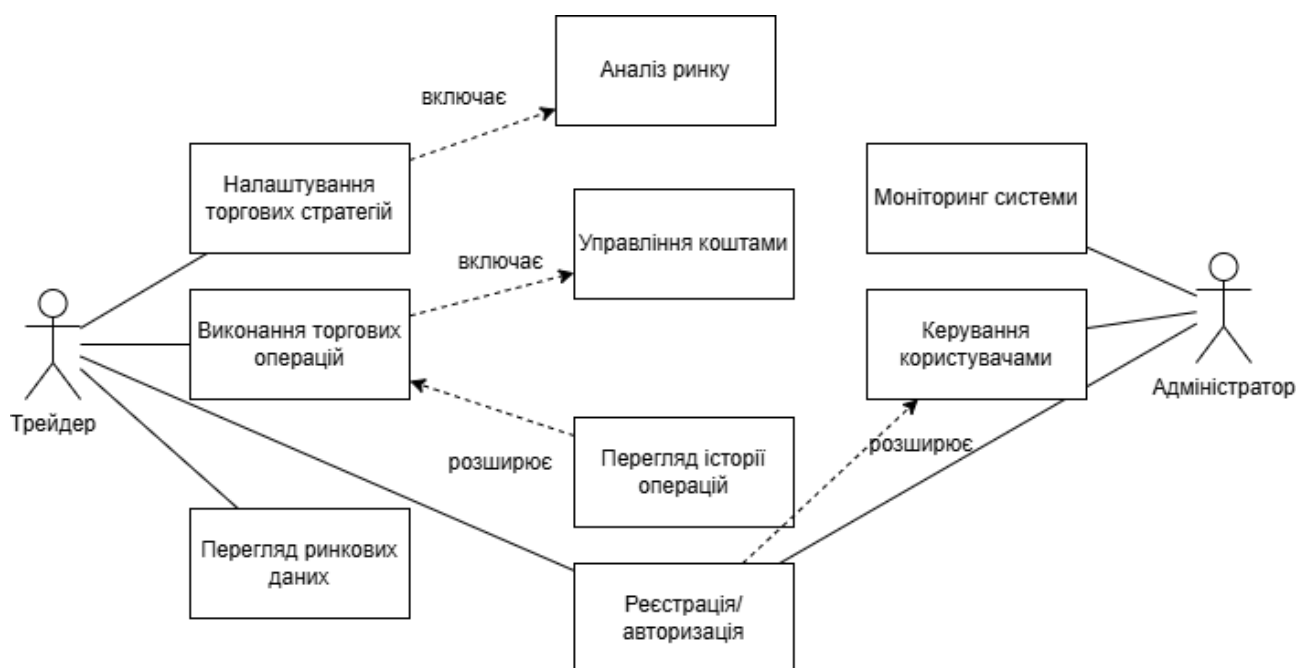 Аналіз ринку
включає
Налаштування
торгових стратегій
Моніторинг системи
Управління коштами
включає
Виконання торгових
операцій
Керування
користувачами
Трейдер
Адміністратор
розширює
Перегляд історії
операцій
розширює
Перегляд ринкових
даних
Реєстрація/
авторизація